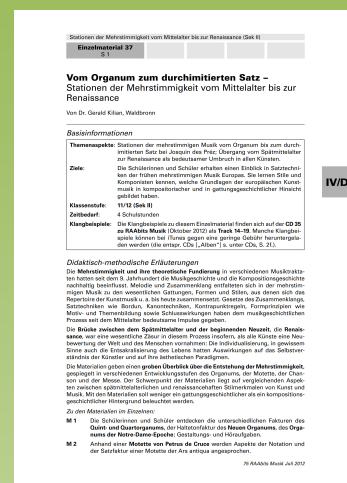 Stationen der Mehrstimmigkeit vom Mittelalter bis zur Renaissance (Sek II)
Einzelmaterial 37
S 1
Vom Organum zum durchimitierten Satz –
Stationen der Mehrstimmigkeit vom Mittelalter bis zur
Renaissance
Von Dr. Gerald Kilian, Waldbronn
IV/D
Basisinformationen
Themenaspekte: Stationen der mehrstimmigen Musik vom Organum bis zum durch-
imitierten Satz bei Josquin des Préz; Übergang vom Spätmittelalter
zur Renaissance als bedeutsamer Umbruch in allen Künsten.
Ziele: Die Schülerinnen und Schüler erhalten einen Einblick in Satztechni-
ken der frühen mehrstimmigen Musik Europas. Sie lernen Stile und
Komponisten kennen, welche Grundlagen der europäischen Kunst-
musik in kompositorischer und in gattungsgeschichtlicher Hinsicht
gebildet haben.
Klassenstufe: 11/12 (Sek II)
Zeitbedarf: 4 Schulstunden
Klangbeispiele: Die Klangbeispiele zu diesem Einzelmaterial finden sich auf der CD 35
zu RAAbits Musik (Oktober 2012) als Track 14–19. Manche Klangbei-
spiele können bei iTunes gegen eine geringe Gebühr heruntergela-
den werden (die entspr. CDs [„Alben“] s. unter CDs, S. 2f.).
Didaktisch-methodische Erläuterungen
Die Mehrstimmigkeit und ihre theoretische Fundierung in verschiedenen Musiktrakta-
ten hatten seit dem 9. Jahrhundert die Musikgeschichte und die Kompositionsgeschichte
nachhaltig beeinflusst. Melodie und Zusammenklang entfalteten sich in der mehrstim-
migen Musik zu den wesentlichen Gattungen, Formen und Stilen, aus denen sich das
Repertoire der Kunstmusik u. a. bis heute zusammensetzt. Gesetze des Zusammenklangs,
Satztechniken wie Bordun, Kanontechniken, Kontrapunktregeln, Formprinzipien wie
Motiv- und Themenbildung sowie Schlusswirkungen haben dem musikgeschichtlichen
Prozess seit dem Mittelalter bedeutsame Impulse gegeben.
Die Brücke zwischen dem Spätmittelalter und der beginnenden Neuzeit, die Renais-
sance, war eine wesentliche Zäsur in diesem Prozess insofern, als alle Künste eine Neu-
bewertung der Welt und des Menschen vornahmen: Die Individualisierung, in gewissem
Sinne auch die Entsakralisierung des Lebens hatten Auswirkungen auf das Selbstver-
ständnis der Künstler und auf ihre ästhetischen Paradigmen.
Die Materialien geben einen groben Überblick über die Entstehung der Mehrstimmigkeit,
gespiegelt in verschiedenen Entwicklungsstufen des Organums, der Motette, der Chan-
son und der Messe. Der Schwerpunkt der Materialien liegt auf vergleichenden Aspek-
ten zwischen spätmittelalterlichen und renaissancehaften Stilmerkmalen von Kunst und
Musik. Mit den Materialien soll weniger ein gattungsgeschichtlicher als ein kompositions-
geschichtlicher Hintergrund beleuchtet werden.
Zu den Materialien im Einzelnen:
M 1 Die Schülerinnen und Schüler entdecken die unterschiedlichen Fakturen des
Quint- und Quartorganums, der Haltetonfaktur des Neuen Organums, des Orga-
nums der Notre-Dame-Epoche; Gestaltungs- und Höraufgaben.
M 2 Anhand einer Motette von Petrus de Cruce werden Aspekte der Notation und
der Satzfaktur einer Motette der Ars antiqua angesprochen.
75 RAAbits Musik Juli 2012